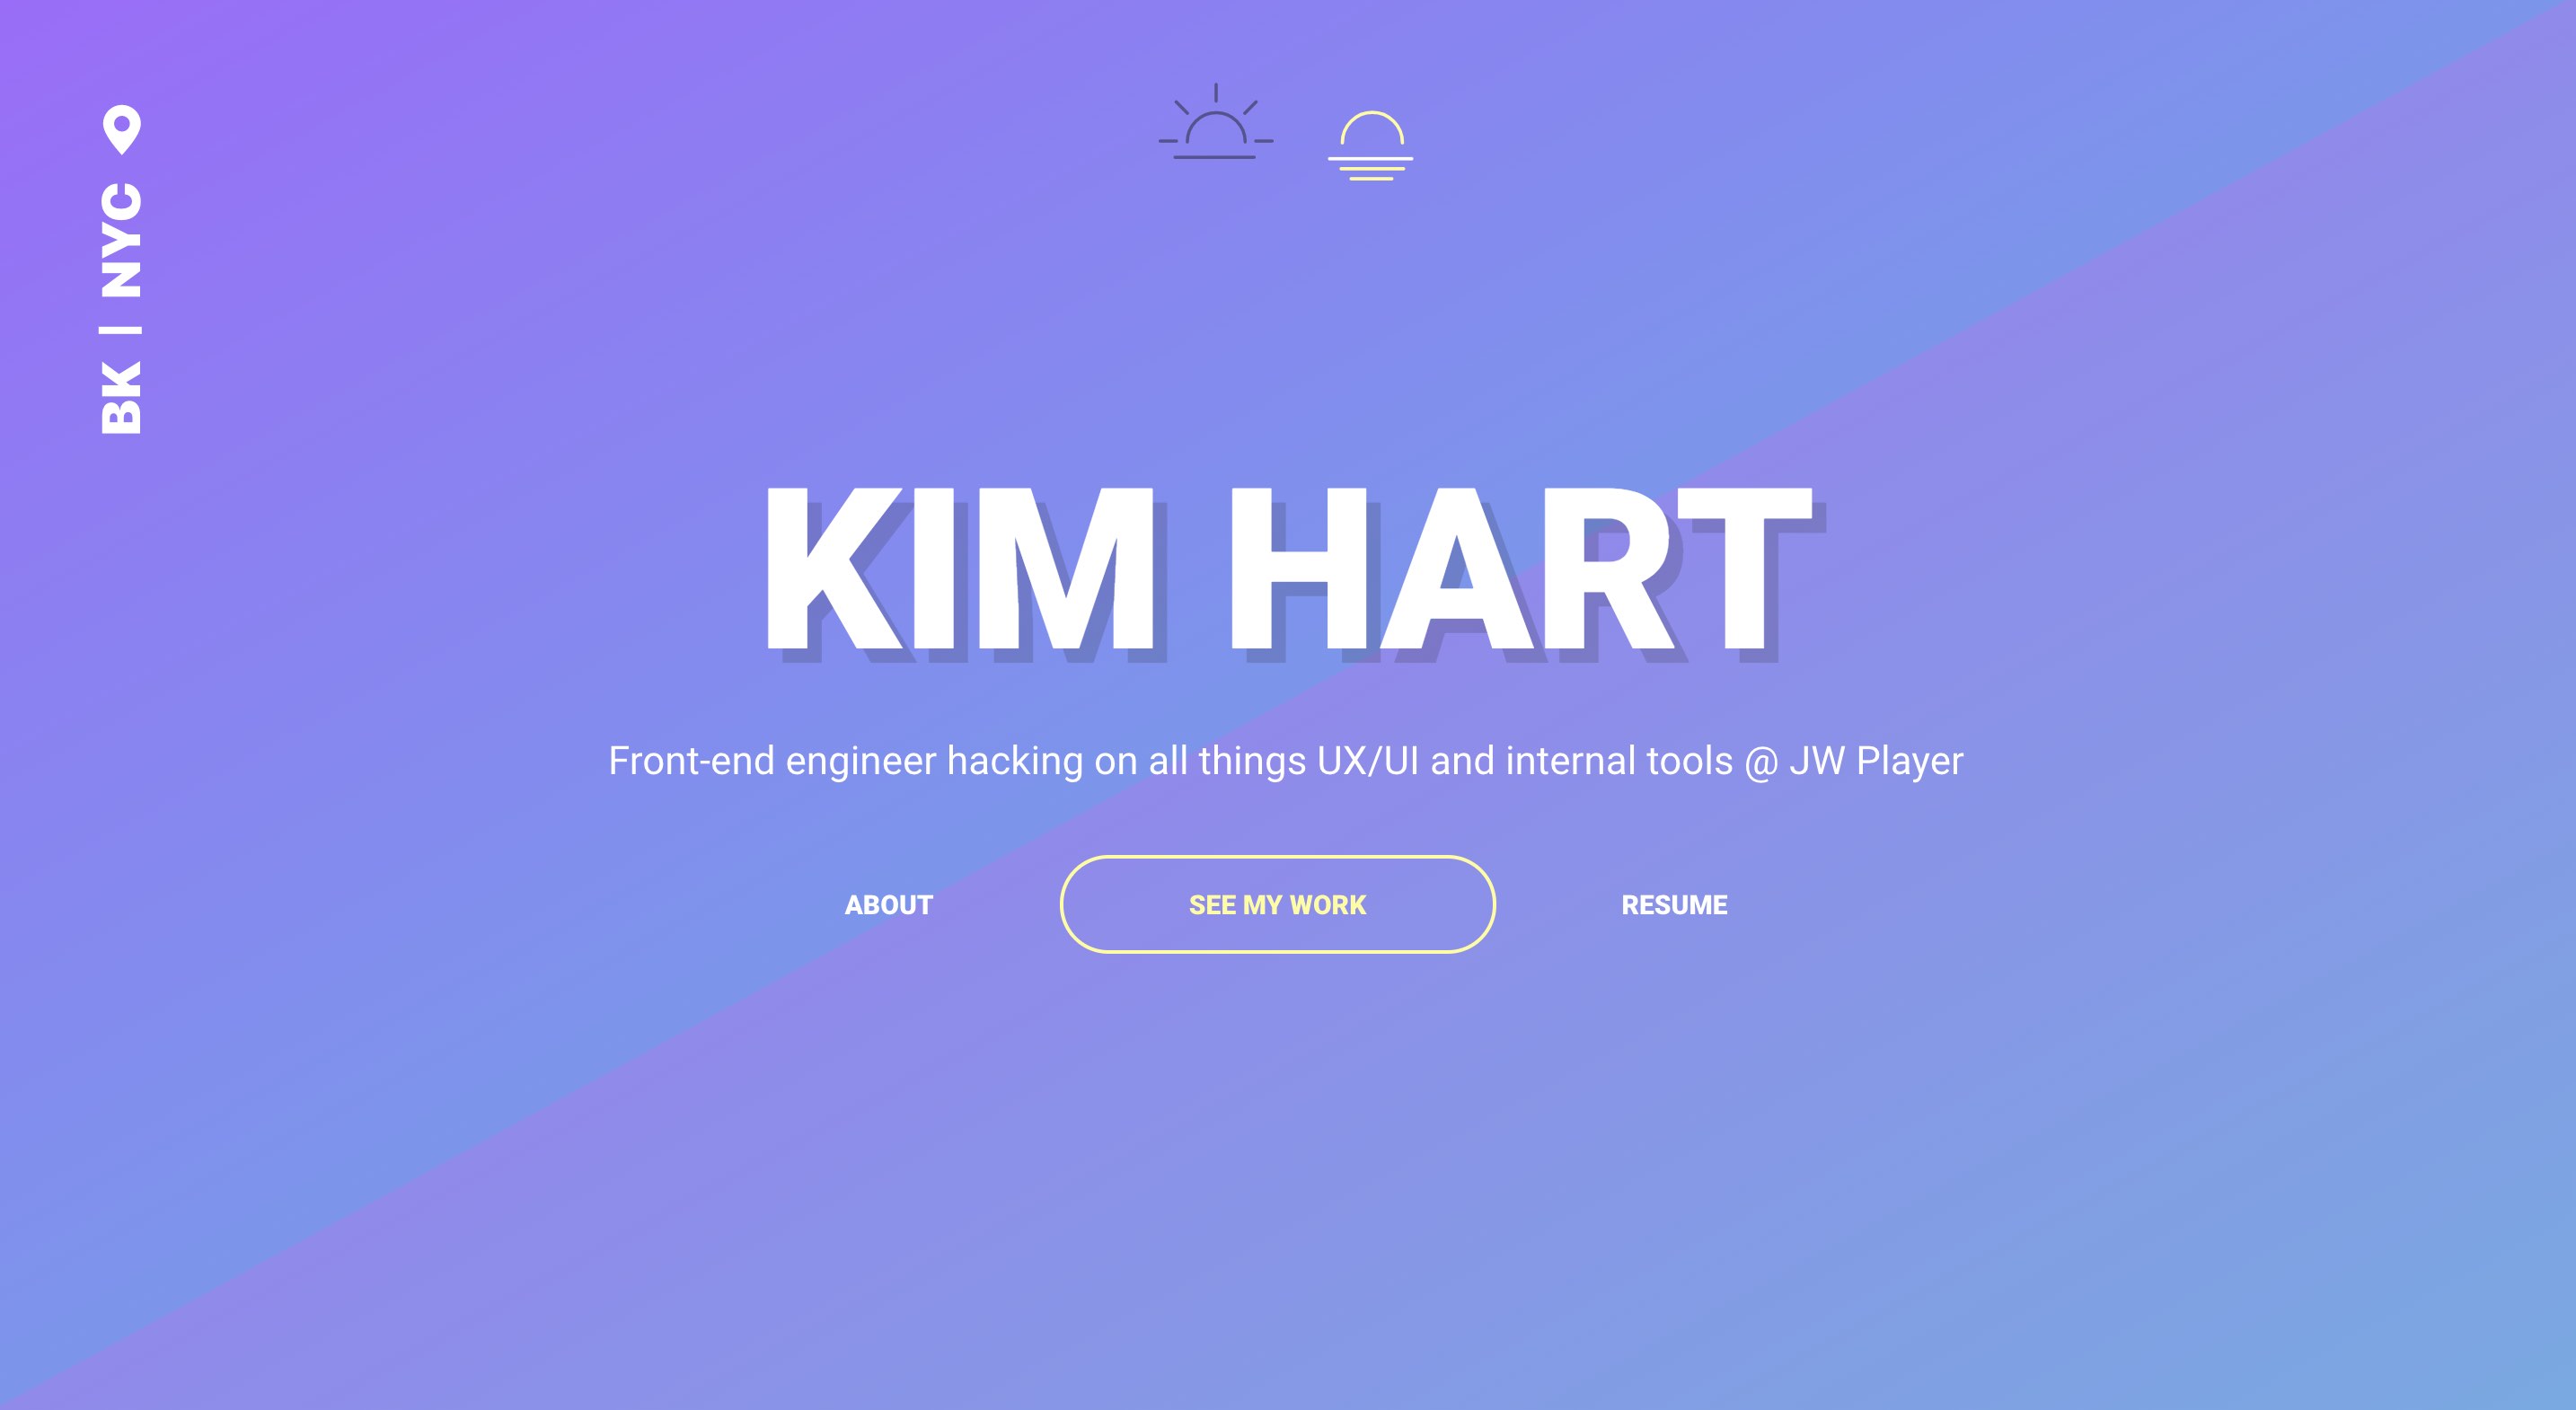 BK | NYC
KIM HART
Front-end engineer hacking on all things UX/UI and internal tools @ JW Player
ABOUT
SEE MY WORK
RESUME